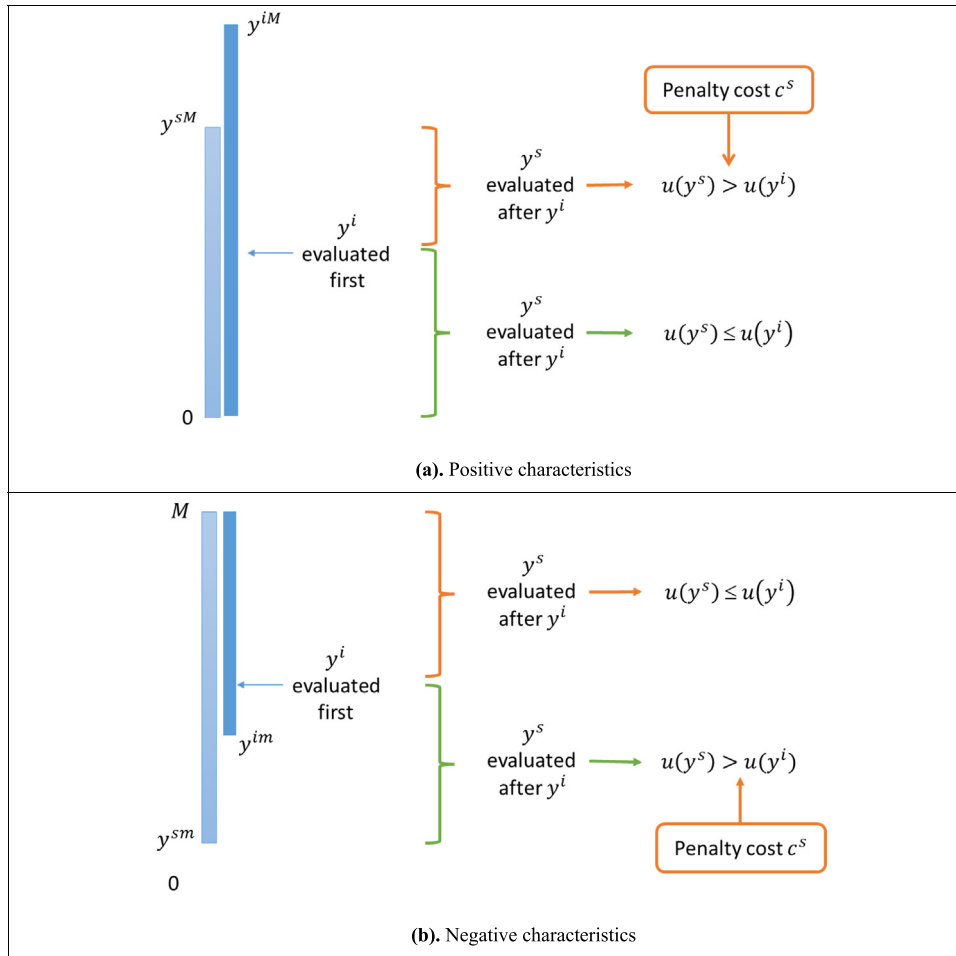 y^{iM}
Penalty cost c^s
y^{sM}
y^s
evaluated
after y^i
u(y^s) > u(y^i)
y^i
evaluated
first
y^s
evaluated
after y^i
u(y^s) ≤ u(y^i)
0
(a). Positive characteristics
M
y^s
evaluated
after y^i
u(y^s) ≤ u(y^i)
y^i
evaluated
first
y^{im}
y^s
evaluated
after y^i
u(y^s) > u(y^i)
y^{sm}
Penalty cost c^s
0
(b). Negative characteristics